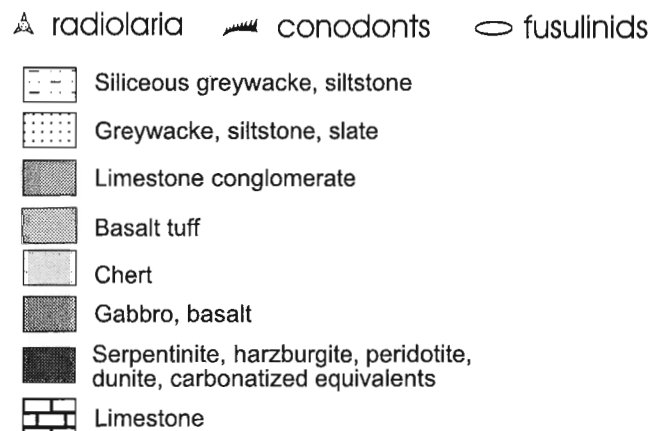 radiolaria conodonts fusulinids
Siliceous greywacke, siltstone
Greywacke, siltstone, slate
Limestone conglomerate
Basalt tuff
Chert
Gabbro, basalt
Serpentinite, harzburgite, peridotite,
dunite, carbonatized equivalents
Limestone